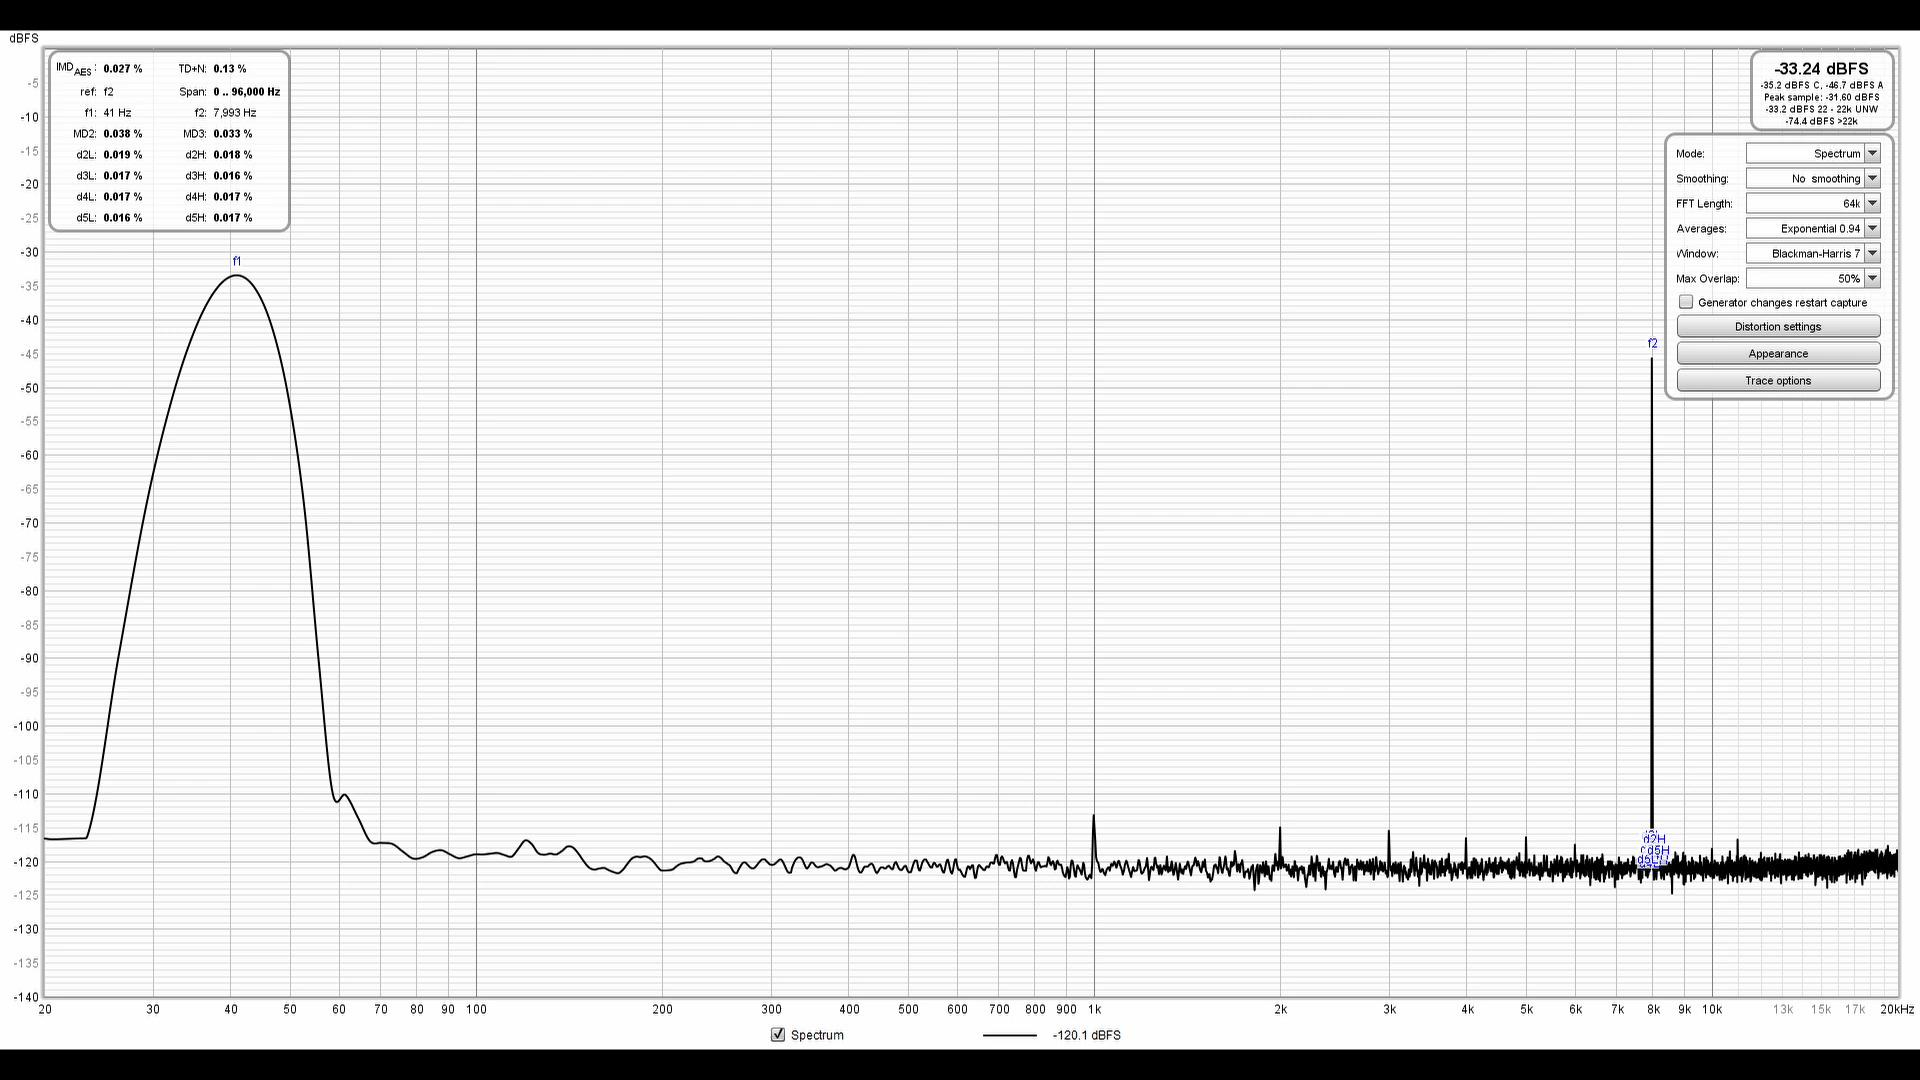 dBFS
IMD AES : 0.027 % TD+N: 0.13 %
ref: f2 Span: 0 .. 96,000 Hz
f1: 41 Hz f2: 7,993 Hz
MD2: 0.038 % MD3: 0.033 %
d2L: 0.019 % d2H: 0.018 %
d3L: 0.017 % d3H: 0.016 %
d4L: 0.017 % d4H: 0.017 %
d5L: 0.016 % d5H: 0.017 %
-33.24 dBFS
-35.2 dBFS C, -46.7 dBFS A
Peak sample: -31.60 dBFS
-33.2 dBFS 22 - 22k UNW
-74.4 dBFS >22k
Mode: Spectrum
Smoothing: No smoothing
FFT Length: 64k
Averages: Exponential 0.94
Window: Blackman-Harris 7
Max Overlap: 50%
Generator changes restart capture
Distortion settings
Appearance
Trace options
-5
-10
-15
-20
-25
-30
-35
-40
-45
-50
-55
-60
-65
-70
-75
-80
-85
-90
-95
-100
-105
-110
-115
-120
-125
-130
-135
-140
f1
f2
d2H
d5H
20 30 40 50 60 70 80 90 100 200 300 400 500 600 700 800 900 1k 2k 3k 4k 5k 6k 7k 8k 9k 10k 13k 15k 17k 20kHz
Spectrum -120.1 dBFS